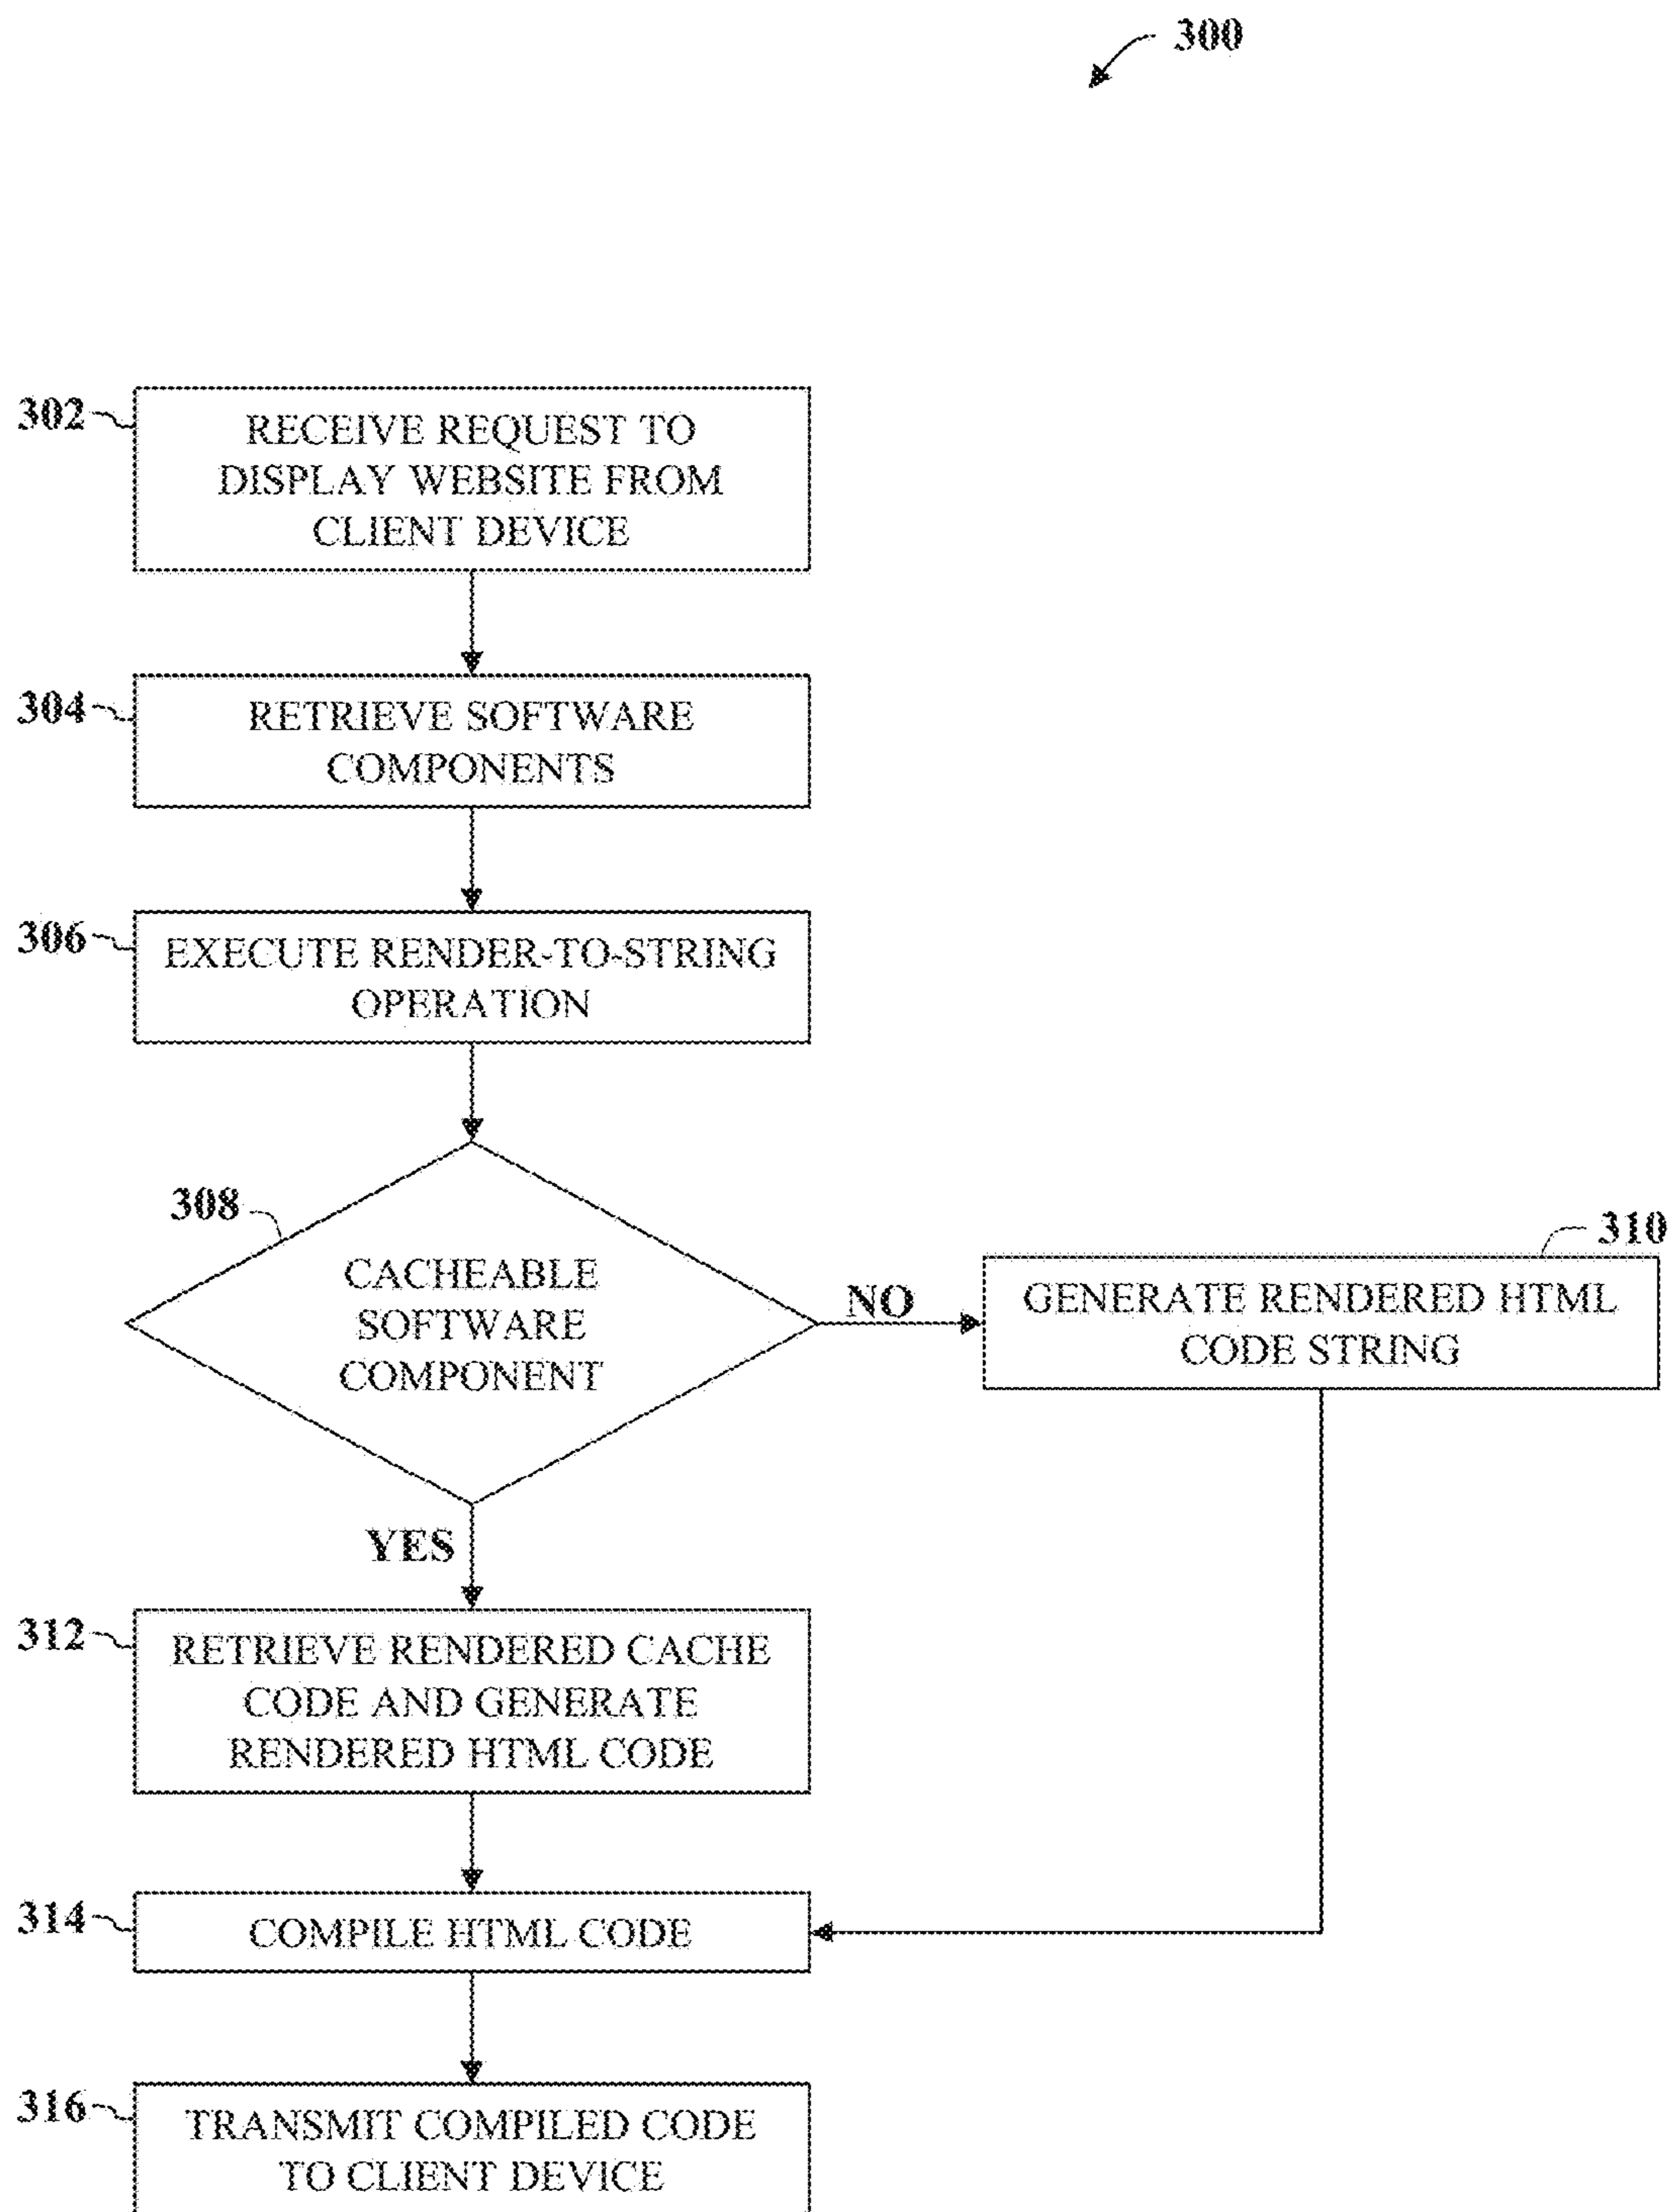 300
302
RECEIVE REQUEST TO
DISPLAY WEBSITE FROM
CLIENT DEVICE
304
RETRIEVE SOFTWARE
COMPONENTS
306
EXECUTE RENDER-TO-STRING
OPERATION
308
CACHEABLE
SOFTWARE
COMPONENT
NO
310
GENERATE RENDERED HTML
CODE STRING
YES
312
RETRIEVE RENDERED CACHE
CODE AND GENERATE
RENDERED HTML CODE
314
COMPILE HTML CODE
316
TRANSMIT COMPILED CODE
TO CLIENT DEVICE